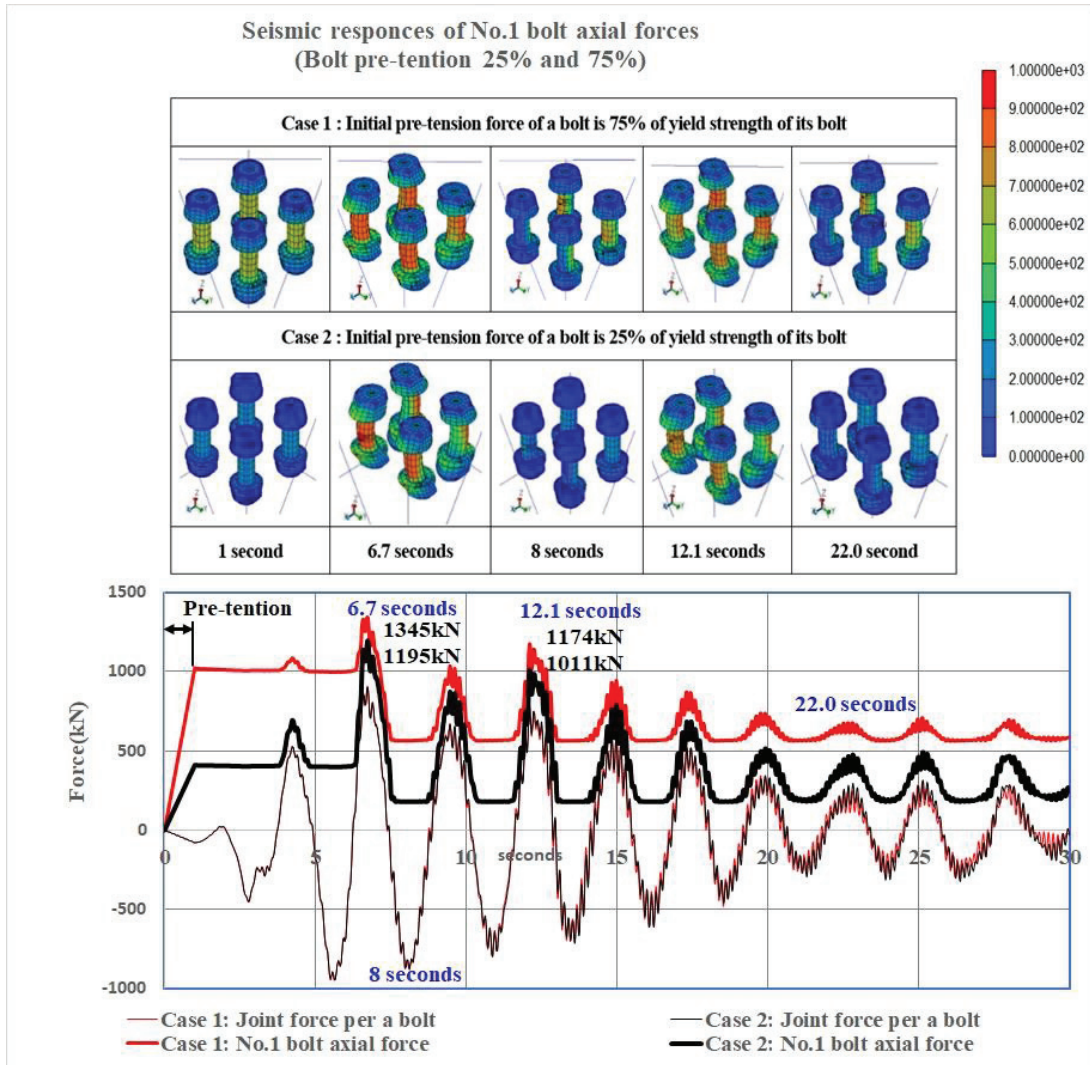 Seismic responces of No.1 bolt axial forces
(Bolt pre-tention 25% and 75%)
Case 1 : Initial pre-tension force of a bolt is 75% of yield strength of its bolt
Case 2 : Initial pre-tension force of a bolt is 25% of yield strength of its bolt
1 second
6.7 seconds
8 seconds
12.1 seconds
22.0 second
1.00000e+03
9.00000e+02
8.00000e+02
7.00000e+02
6.00000e+02
5.00000e+02
4.00000e+02
3.00000e+02
2.00000e+02
1.00000e+02
0.00000e+00
Force(kN)
1500
1000
500
0
-500
-1000
Pre-tention
6.7 seconds
1345kN
1195kN
12.1 seconds
1174kN
1011kN
22.0 seconds
0
5
10
15
20
25
30
seconds
8 seconds
Case 1: Joint force per a bolt
Case 2: Joint force per a bolt
Case 1: No.1 bolt axial force
Case 2: No.1 bolt axial force